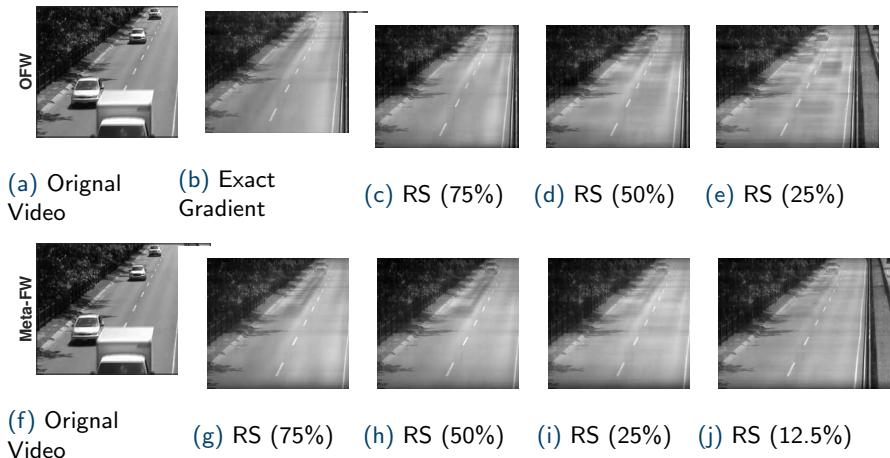 OFW
(a) Orignal
Video
(b) Exact
Gradient
(c) RS (75%)
(d) RS (50%)
(e) RS (25%)
Meta-FW
(f) Orignal
Video
(g) RS (75%)
(h) RS (50%)
(i) RS (25%)
(j) RS (12.5%)